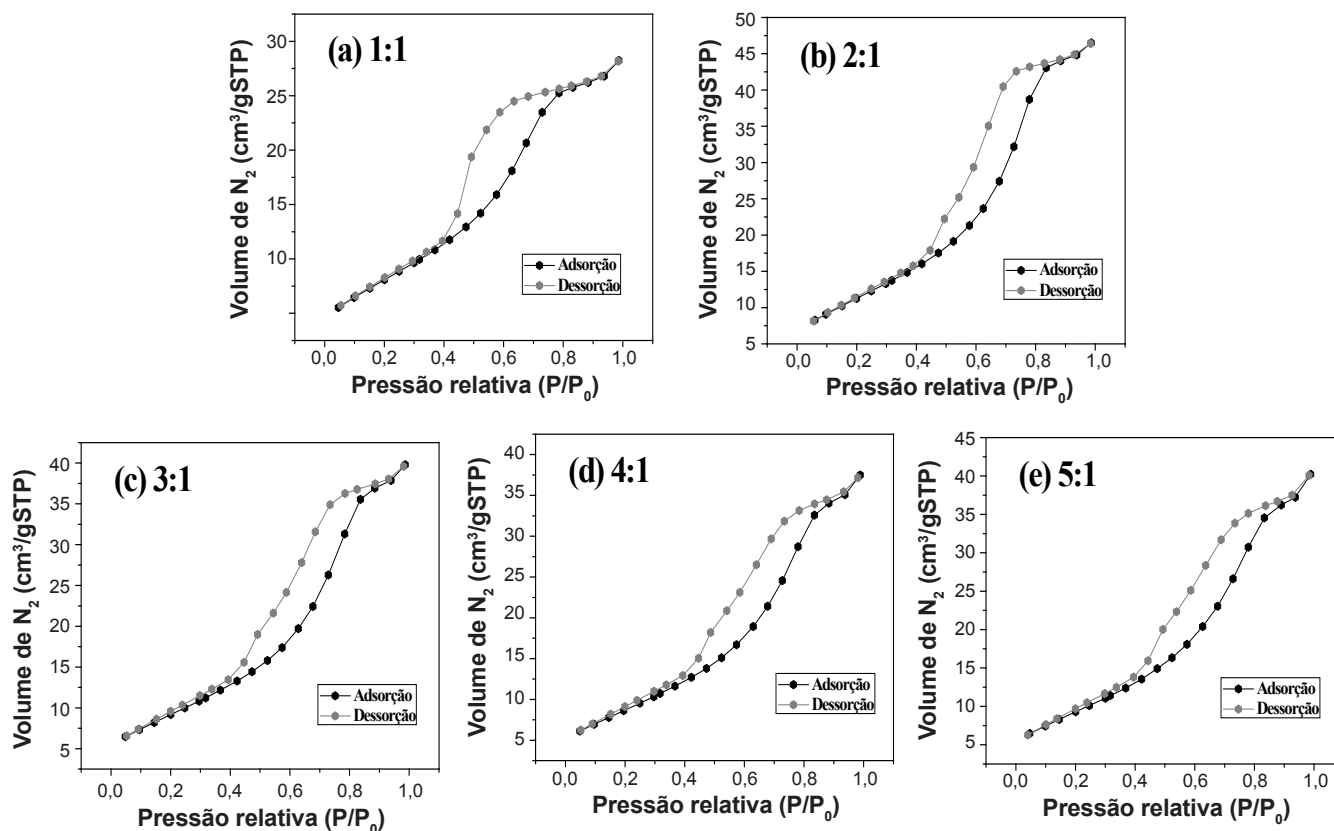 (a) 1:1
Volume de N₂ (cm³/gSTP)
30
25
20
15
10
Adsorção
Dessorção
0,0 0,2 0,4 0,6 0,8 1,0
Pressão relativa (P/P₀)
(b) 2:1
Volume de N₂ (cm³/gSTP)
50
45
40
35
30
25
20
15
10
5
Adsorção
Dessorção
0,0 0,2 0,4 0,6 0,8 1,0
Pressão relativa (P/P₀)
(c) 3:1
Volume de N₂ (cm³/gSTP)
40
35
30
25
20
15
10
5
Adsorção
Dessorção
0,0 0,2 0,4 0,6 0,8 1,0
Pressão relativa (P/P₀)
(d) 4:1
Volume de N₂ (cm³/gSTP)
40
35
30
25
20
15
10
5
Adsorção
Dessorção
0,0 0,2 0,4 0,6 0,8 1,0
Pressão relativa (P/P₀)
(e) 5:1
Volume de N₂ (cm³/gSTP)
45
40
35
30
25
20
15
10
5
Adsorção
Dessorção
0,0 0,2 0,4 0,6 0,8 1,0
Pressão relativa (P/P₀)